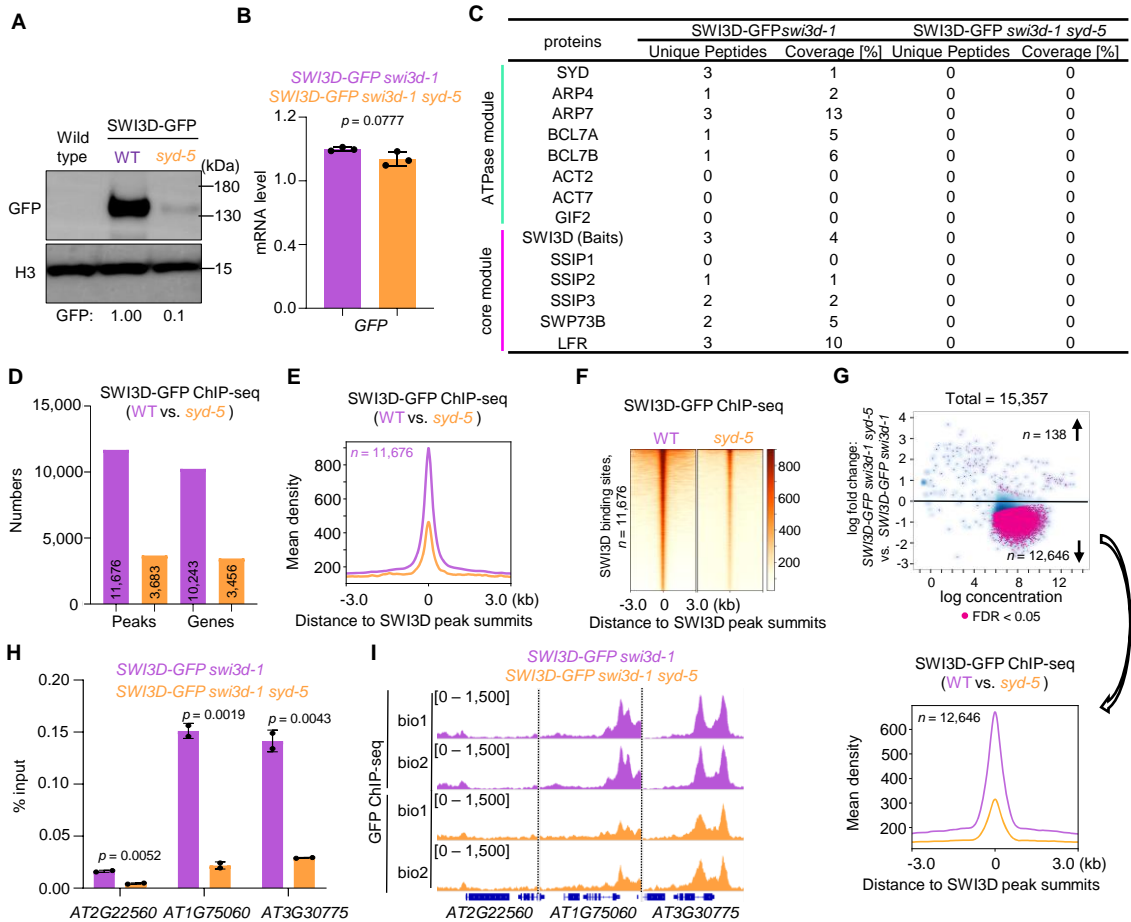 A
SWI3D-GFP
Wild type
WT
syd-5
(kDa)
GFP
180
130
H3
15
GFP: 1.00 0.1
B
SWI3D-GFP swi3d-1
SWI3D-GFP swi3d-1 syd-5
p = 0.0777
mRNA level
1.2
1.0
0.4
0.0
GFP
C
proteins SWI3D-GFPswi3d-1 SWI3D-GFP swi3d-1 syd-5
Unique Peptides Coverage [%] Unique Peptides Coverage [%]
ATPase module
SYD 3 1 0 0
ARP4 1 2 0 0
ARP7 3 13 0 0
BCL7A 1 5 0 0
BCL7B 1 6 0 0
ACT2 0 0 0 0
ACT7 0 0 0 0
GIF2 0 0 0 0
core module
SWI3D (Baits) 3 4 0 0
SSIP1 0 0 0 0
SSIP2 1 1 0 0
SSIP3 2 2 0 0
SWP73B 2 5 0 0
LFR 3 10 0 0
D
SWI3D-GFP ChIP-seq
(WT vs. syd-5)
Numbers
15,000
10,000
5,000
0
11,676
3,683
10,243
3,456
Peaks Genes
E
SWI3D-GFP ChIP-seq
(WT vs. syd-5)
n = 11,676
Mean density
800
600
400
200
-3.0 0 3.0 (kb)
Distance to SWI3D peak summits
F
SWI3D-GFP ChIP-seq
WT syd-5
SWI3D binding sites,
n = 11,676
800
600
400
200
0
-3.0 0 3.0 (kb)
Distance to SWI3D peak summits
G
Total = 15,357
log fold change:
SWI3D-GFP swi3d-1 syd-5
vs. SWI3D-GFP swi3d-1
4
3
2
1
0
-1
-2
-3
n = 138
n = 12,646
0 4 8 12
log concentration
FDR < 0.05
SWI3D-GFP ChIP-seq
(WT vs. syd-5)
n = 12,646
Mean density
600
500
400
300
200
-3.0 0 3.0 (kb)
Distance to SWI3D peak summits
H
SWI3D-GFP swi3d-1
SWI3D-GFP swi3d-1 syd-5
% input
0.20
0.15
0.10
0.05
0.00
p = 0.0052
p = 0.0019
p = 0.0043
AT2G22560 AT1G75060 AT3G30775
I
SWI3D-GFP swi3d-1
SWI3D-GFP swi3d-1 syd-5
GFP ChIP-seq
bio1 [0 – 1,500]
bio2 [0 – 1,500]
bio1 [0 – 1,500]
bio2 [0 – 1,500]
AT2G22560 AT1G75060 AT3G30775